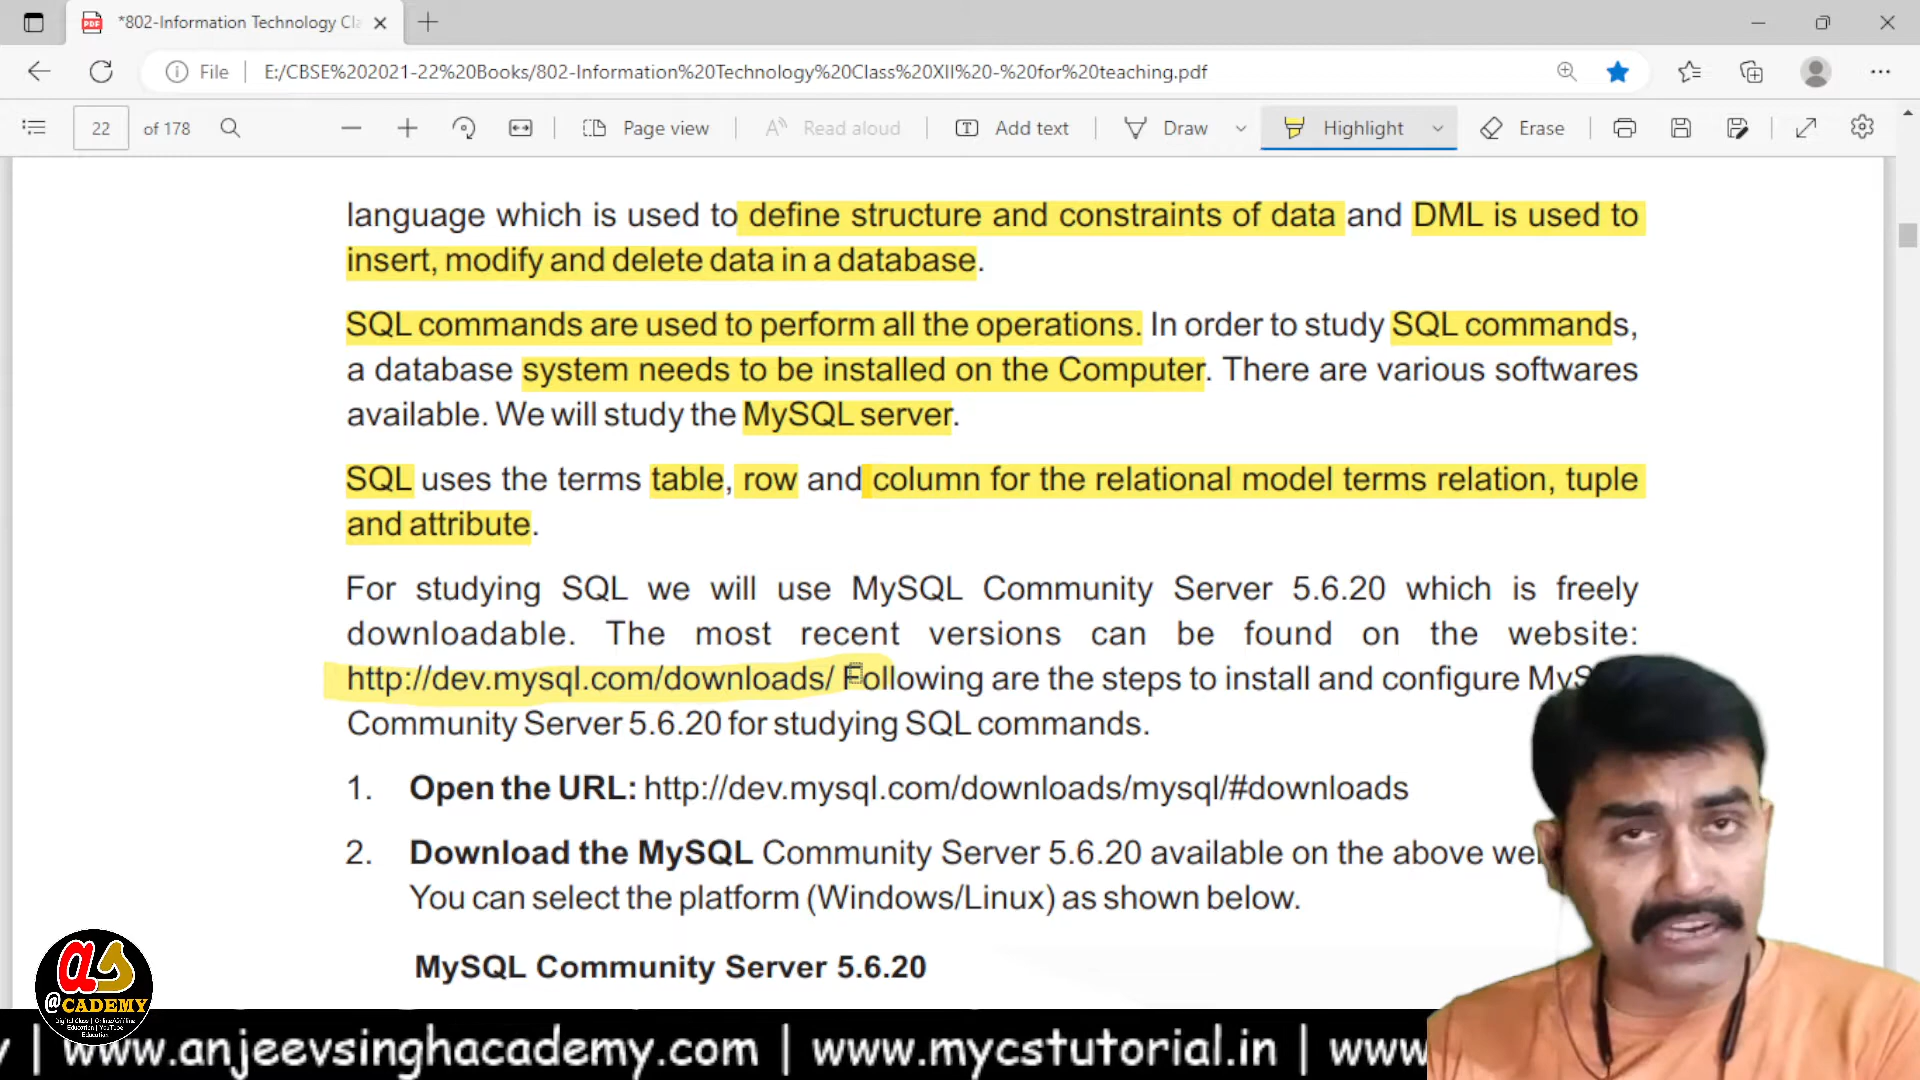 *802-Information Technology Cla
File
E:/CBSE%202021-22%20Books/802-Information%20Technology%20Class%20XII%20-%20for%20teaching.pdf
22 of 178
Page view
Read aloud
Add text
Draw
Highlight
Erase
language which is used to define structure and constraints of data and DML is used to
insert, modify and delete data in a database.
SQL commands are used to perform all the operations. In order to study SQL commands,
a database system needs to be installed on the Computer. There are various softwares
available. We will study the MySQL server.
SQL uses the terms table, row and column for the relational model terms relation, tuple
and attribute.
For studying SQL we will use MySQL Community Server 5.6.20 which is freely
downloadable. The most recent versions can be found on the website:
http://dev.mysql.com/downloads/ Following are the steps to install and configure MyS
Community Server 5.6.20 for studying SQL commands.
1. Open the URL: http://dev.mysql.com/downloads/mysql/#downloads
2. Download the MySQL Community Server 5.6.20 available on the above we
You can select the platform (Windows/Linux) as shown below.
MySQL Community Server 5.6.20
as
@CADEMY
Digital Class | Online/Offline
Education | YouTube
Education
y | www.anjeevsinghacademy.com | www.mycstutorial.in | www